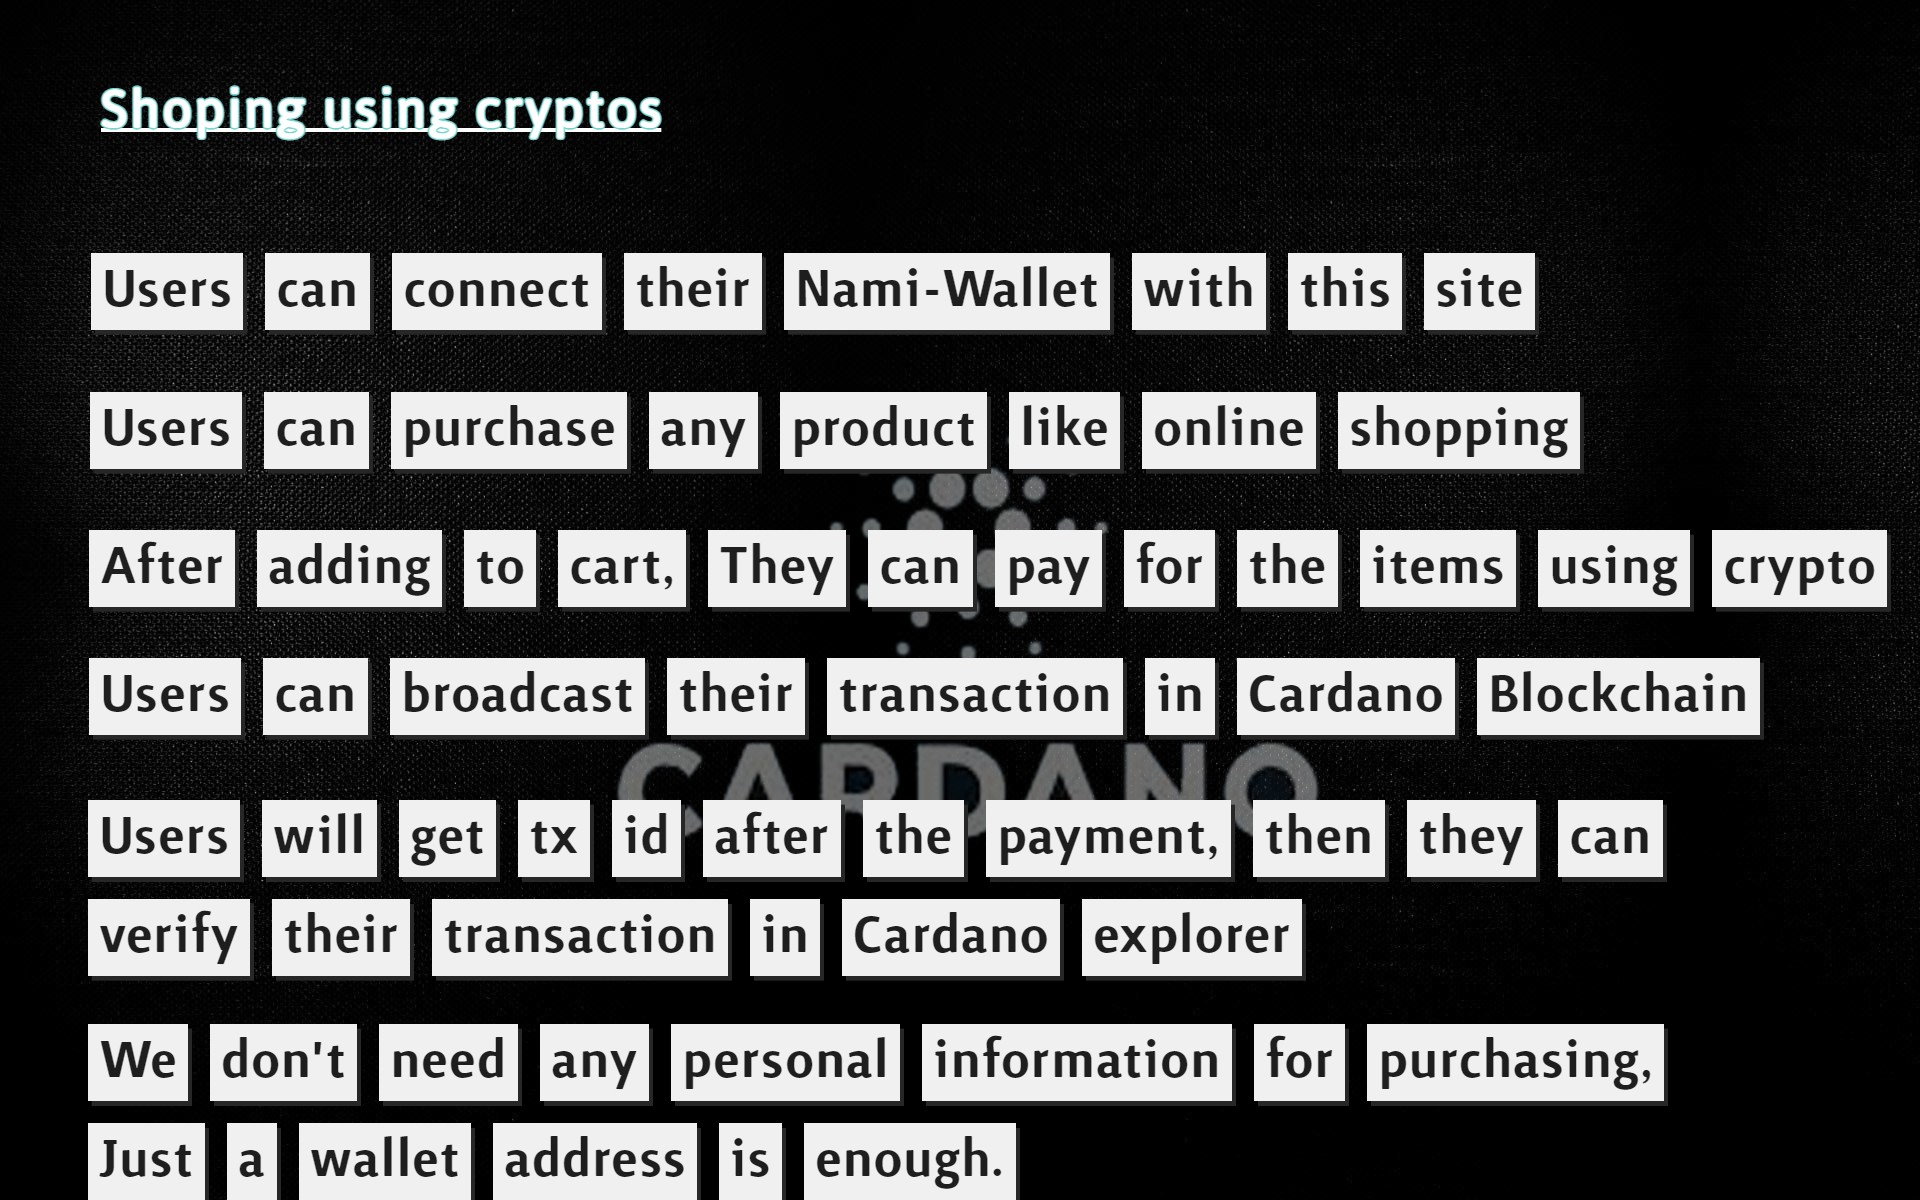 Shoping using cryptos
Users can connect their Nami-Wallet with this site
Users can purchase any product like online shopping
After adding to cart, They can pay for the items using crypto
Users can broadcast their transaction in Cardano Blockchain
CARDANO
Users will get tx id after the payment, then they can
verify their transaction in Cardano explorer
We don't need any personal information for purchasing,
Just a wallet address is enough.